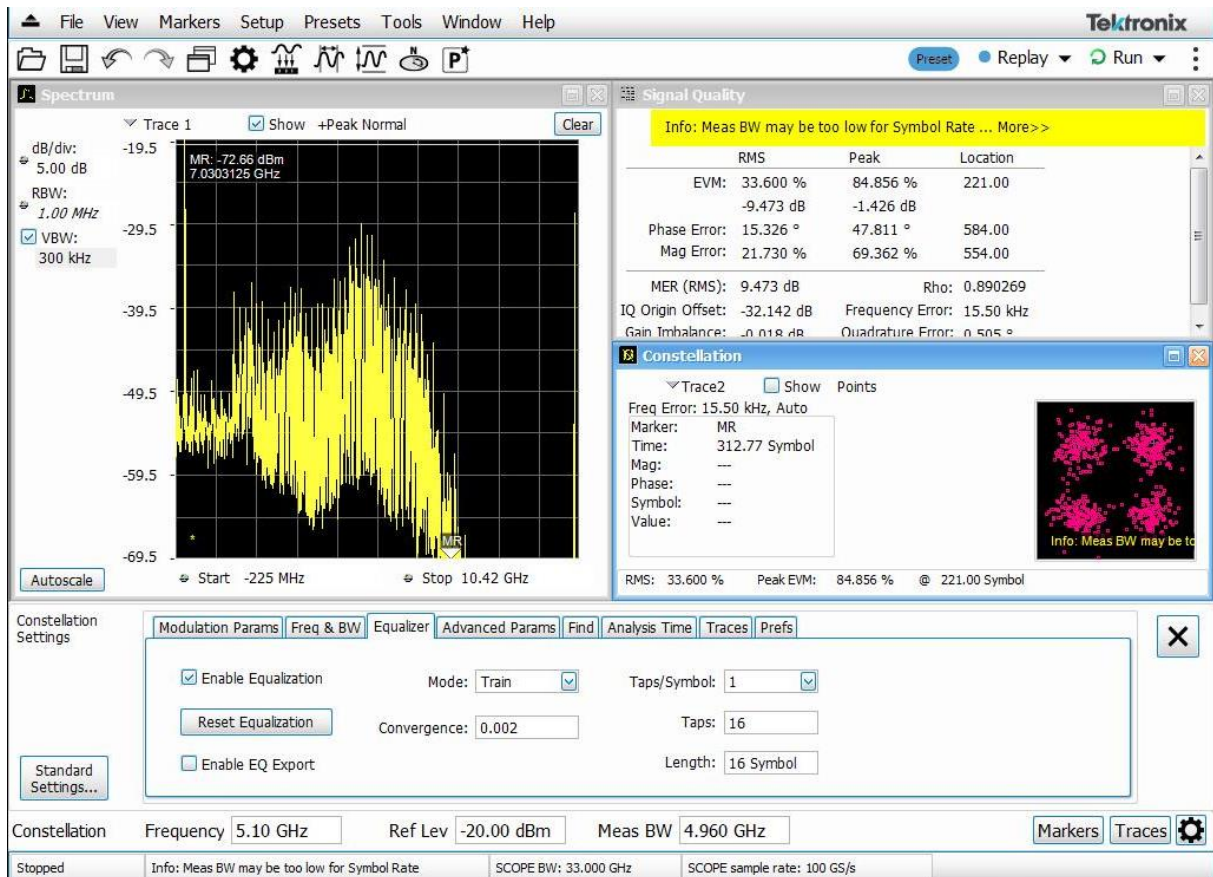 File View Markers Setup Presets Tools Window Help
Tektronix
Preset Replay Run
Spectrum
Trace 1 Show +Peak Normal Clear
dB/div:
5.00 dB
RBW:
1.00 MHz
VBW:
300 kHz
-19.5
-29.5
-39.5
-49.5
-59.5
-69.5
MR: -72.66 dBm
7.0303125 GHz
MR
Autoscale
Start -225 MHz Stop 10.42 GHz
Signal Quality
Info: Meas BW may be too low for Symbol Rate ... More>>
RMS Peak Location
EVM: 33.600 % 84.856 % 221.00
-9.473 dB -1.426 dB
Phase Error: 15.326 ° 47.811 ° 584.00
Mag Error: 21.730 % 69.362 % 554.00
MER (RMS): 9.473 dB Rho: 0.890269
IQ Origin Offset: -32.142 dB Frequency Error: 15.50 kHz
Gain Imbalance: -0.018 dB Quadrature Error: 0.505 °
Constellation
Trace2 Show Points
Freq Error: 15.50 kHz, Auto
Marker: MR
Time: 312.77 Symbol
Mag: ---
Phase: ---
Symbol: ---
Value: ---
Info: Meas BW may be to
RMS: 33.600 % Peak EVM: 84.856 % @ 221.00 Symbol
Constellation
Settings
Modulation Params Freq & BW Equalizer Advanced Params Find Analysis Time Traces Prefs
Enable Equalization Mode: Train Taps/Symbol: 1
Reset Equalization Convergence: 0.002 Taps: 16
Enable EQ Export Length: 16 Symbol
Standard
Settings...
Constellation Frequency 5.10 GHz Ref Lev -20.00 dBm Meas BW 4.960 GHz Markers Traces
Stopped Info: Meas BW may be too low for Symbol Rate SCOPE BW: 33.000 GHz SCOPE sample rate: 100 GS/s